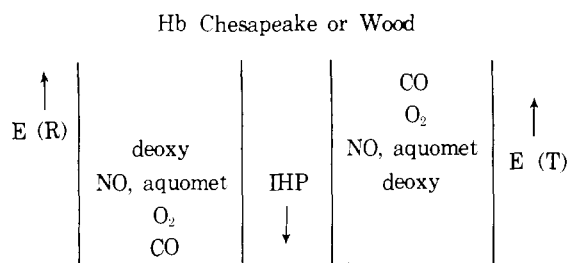 Hb Chesapeake or Wood
E (R)
deoxy
NO, aquomet
O₂
CO
IHP
CO
O₂
NO, aquomet
deoxy
E (T)